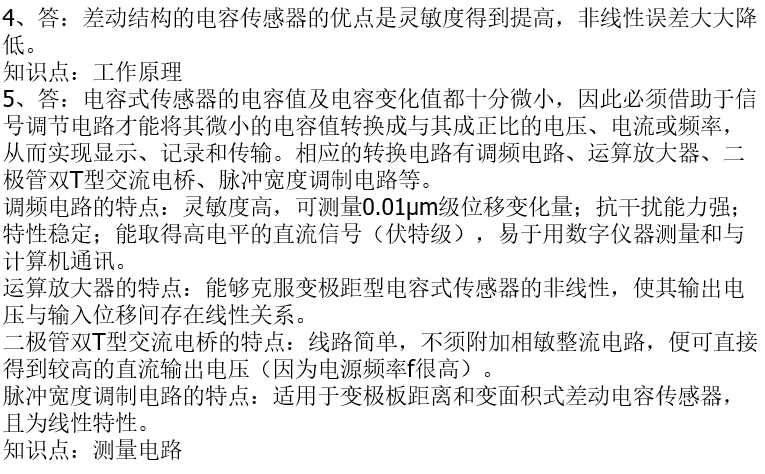 4、答：差动结构的电容传感器的优点是灵敏度得到提高，非线性误差大大降
低。
知识点：工作原理
5、答：电容式传感器的电容值及电容变化值都十分微小，因此必须借助于信
号调节电路才能将其微小的电容值转换成与其成正比的电压、电流或频率，
从而实现显示、记录和传输。相应的转换电路有调频电路、运算放大器、二
极管双T型交流电桥、脉冲宽度调制电路等。
调频电路的特点：灵敏度高，可测量0.01μm级位移变化量；抗干扰能力强；
特性稳定；能取得高电平的直流信号（伏特级），易于用数字仪器测量和与
计算机通讯。
运算放大器的特点：能够克服变极距型电容式传感器的非线性，使其输出电
压与输入位移间存在线性关系。
二极管双T型交流电桥的特点：线路简单，不须附加相敏整流电路，便可直接
得到较高的直流输出电压（因为电源频率f很高）。
脉冲宽度调制电路的特点：适用于变极板距离和变面积式差动电容传感器，
且为线性特性。
知识点：测量电路